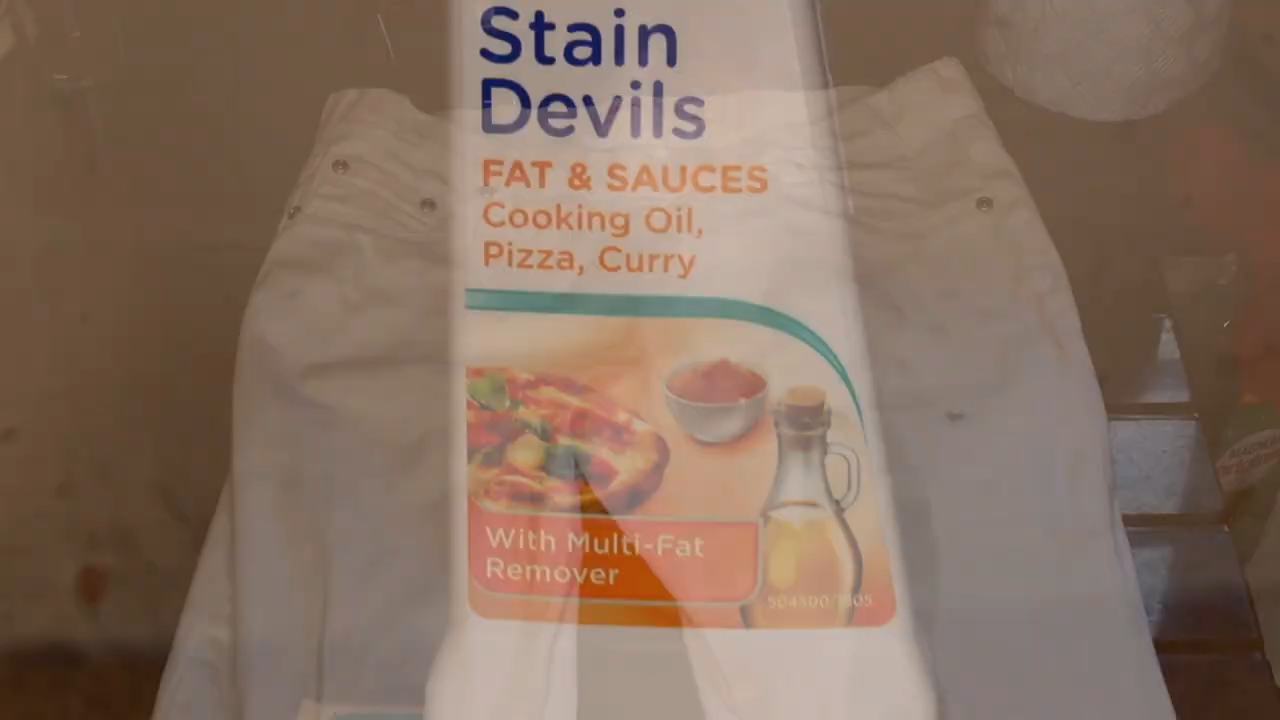 Stain
Devils
FAT & SAUCES
Cooking Oil,
Pizza, Curry
With Multi-Fat
Remover